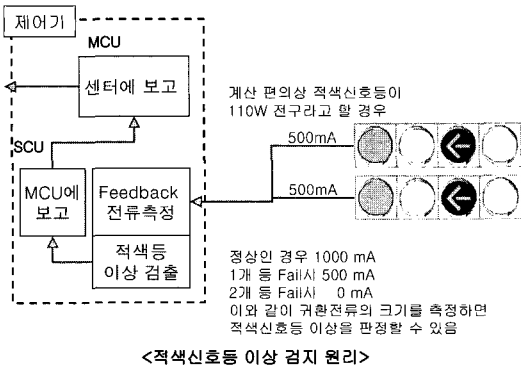 제어기
MCU
센터에 보고
SCU
MCU에
보고
Feedback
전류측정
적색등
이상 검출
계산 편의상 적색신호등이
110W 전구라고 할 경우
500mA
500mA
정상인 경우 1000 mA
1개 등 Fail시 500 mA
2개 등 Fail시 0 mA
이와 같이 귀환전류의 크기를 측정하면
적색신호등 이상을 판정할 수 있음
<적색신호등 이상 검지 원리>